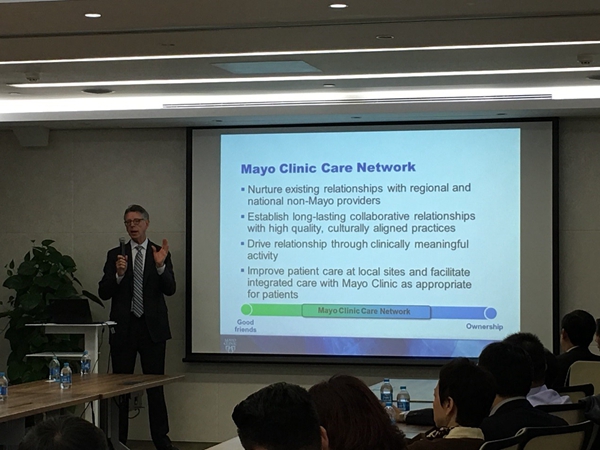 Mayo Clinic Care Network
▪ Nurture existing relationships with regional and
national non-Mayo providers
▪ Establish long-lasting collaborative relationships
with high quality, culturally aligned practices
▪ Drive relationship through clinically meaningful
activity
▪ Improve patient care at local sites and facilitate
integrated care with Mayo Clinic as appropriate
for patients
Mayo Clinic Care Network
Good
friends
Ownership